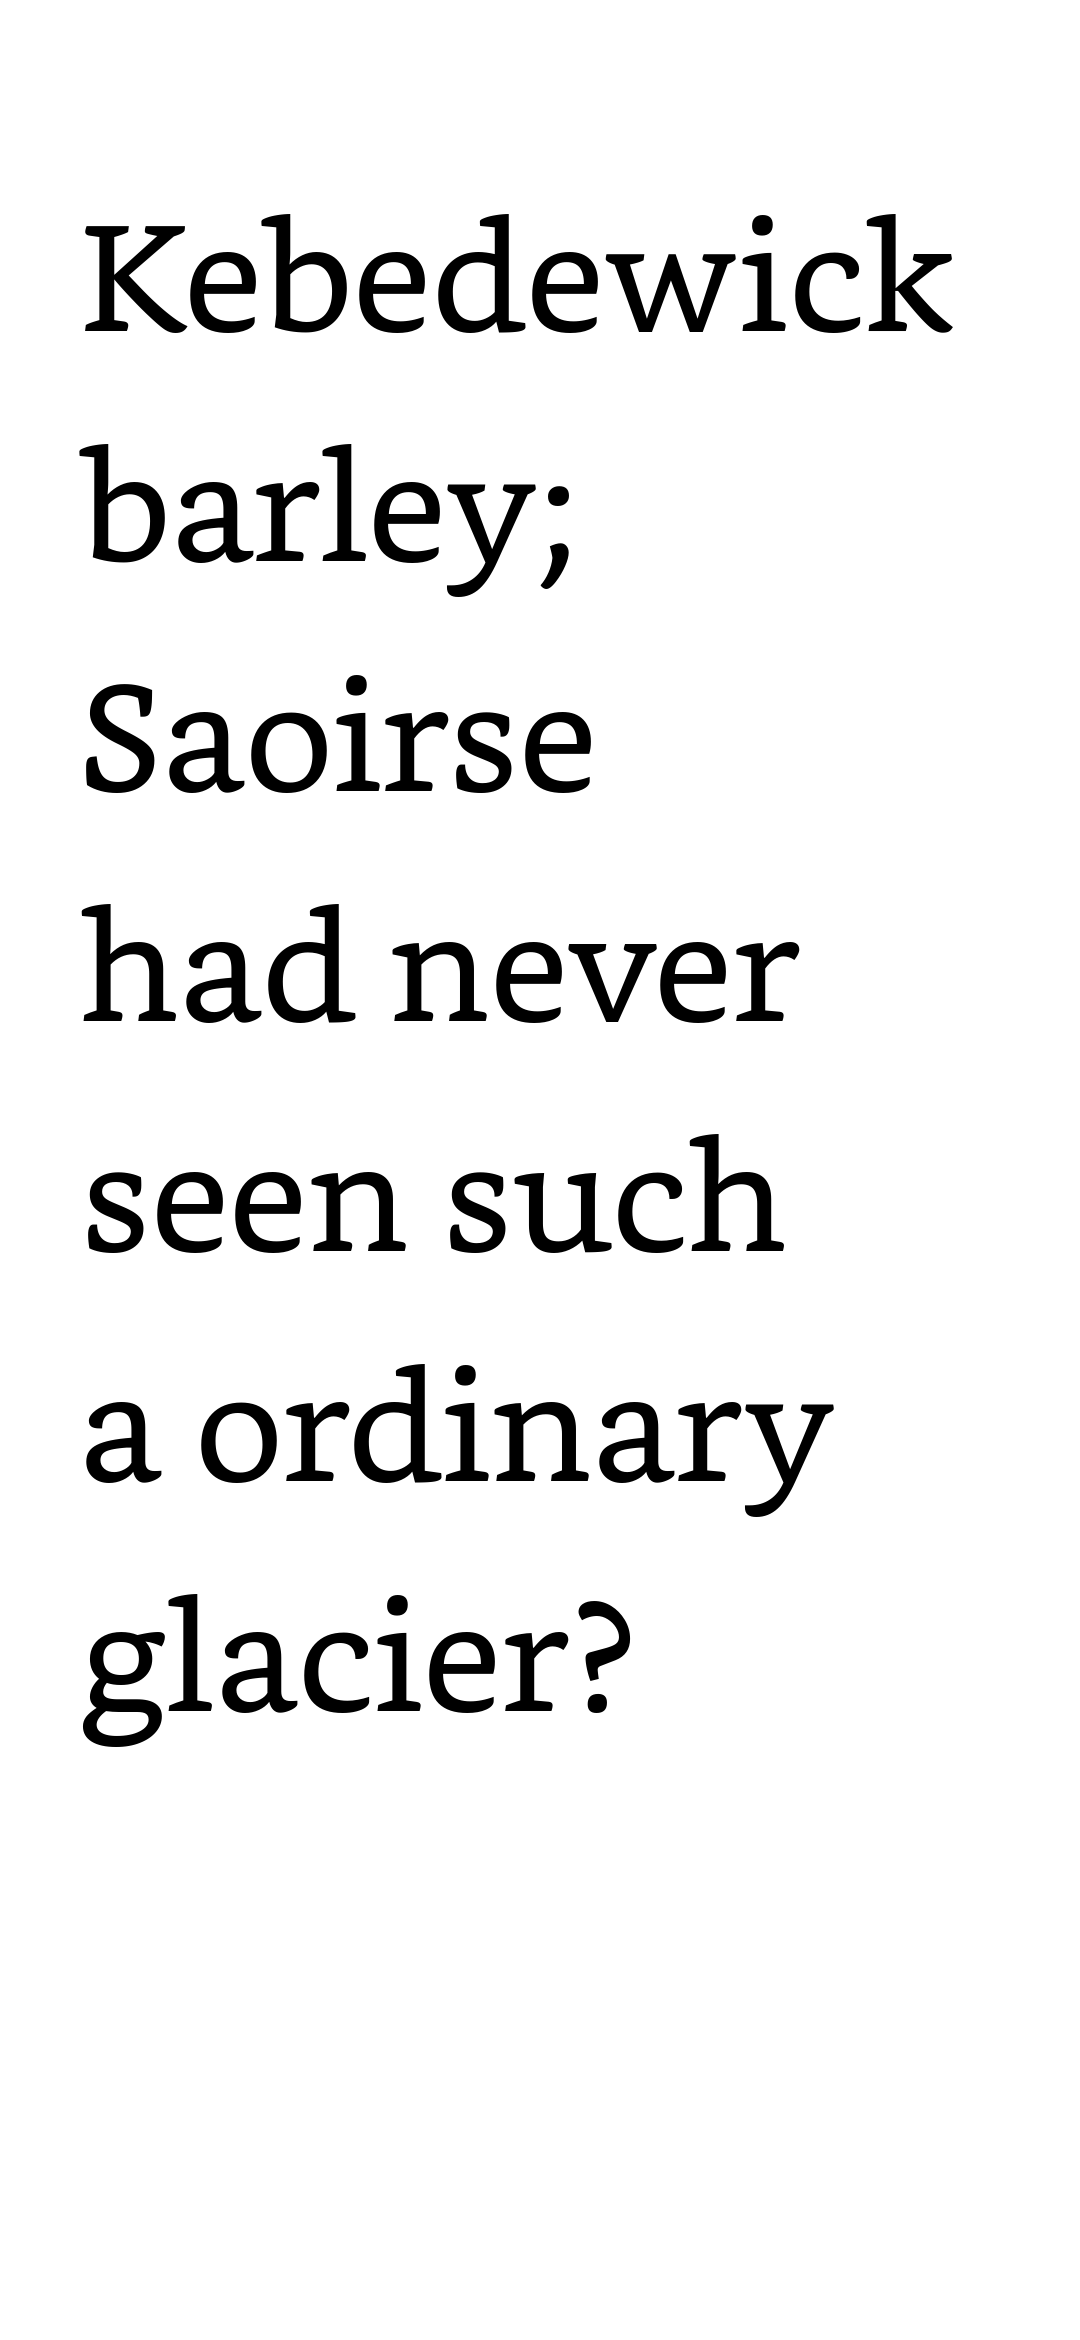 Kebedewick
barley;
Saoirse
had never
seen such
a ordinary
glacier?